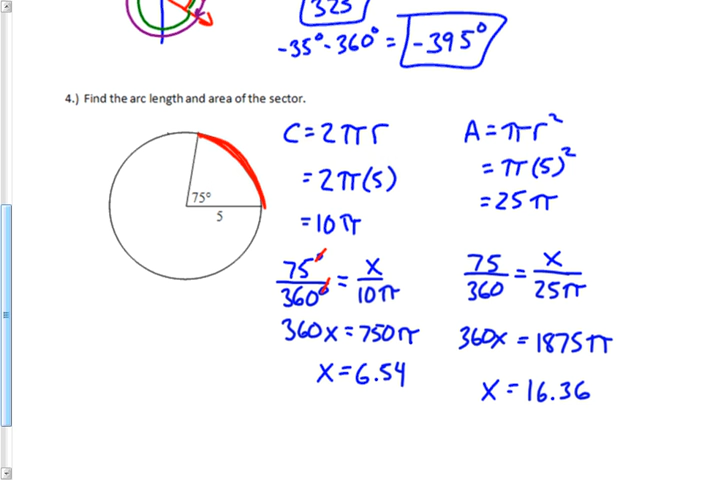 325
-35° - 360° = -395°
4.) Find the arc length and area of the sector.
75°
5
C = 2πr
= 2π(5)
= 10π
75°/360° = x/10π
360x = 750π
x = 6.54
A = πr²
= π(5)²
= 25π
75/360 = x/25π
360x = 1875π
x = 16.36